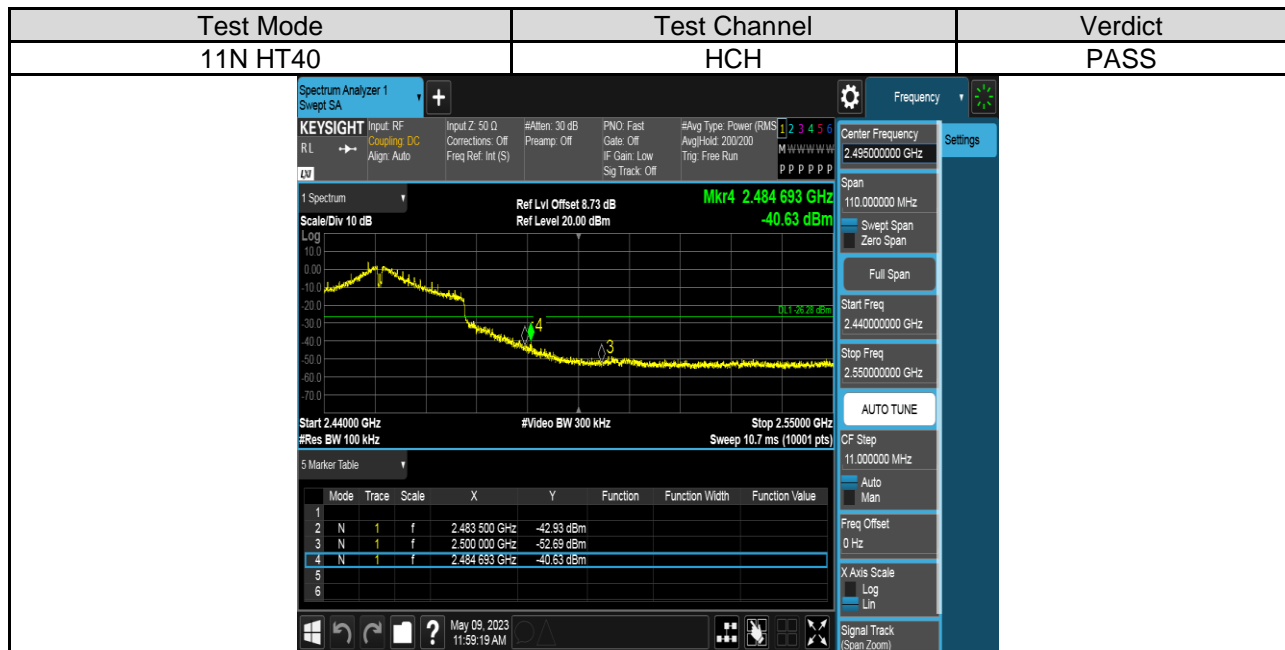 Test Mode Test Channel Verdict
11N HT40 HCH PASS
Spectrum Analyzer 1
Swept SA
+
Frequency
KEYSIGHT
RL
LXI
Input: RF
Coupling: DC
Align: Auto
Input Z: 50 Ω
Corrections: Off
Freq Ref: Int (S)
#Atten: 30 dB
Preamp: Off
PNO: Fast
Gate: Off
IF Gain: Low
Sig Track: Off
#Avg Type: Power (RMS
Avg|Hold: 200/200
Trig: Free Run
1 2 3 4 5 6
M W W W W W
P P P P P P
Center Frequency
2.495000000 GHz
Settings
Span
110.000000 MHz
Swept Span
Zero Span
Full Span
Start Freq
2.440000000 GHz
Stop Freq
2.550000000 GHz
AUTO TUNE
CF Step
11.000000 MHz
Auto
Man
Freq Offset
0 Hz
X Axis Scale
Log
Lin
Signal Track
(Span Zoom)
1 Spectrum
Scale/Div 10 dB
Ref Lvl Offset 8.73 dB
Ref Level 20.00 dBm
Mkr4 2.484 693 GHz
-40.63 dBm
Log
10.0
0.00
-10.0
-20.0
-30.0
-40.0
-50.0
-60.0
-70.0
DL1 -26.28 dBm
4
3
Start 2.44000 GHz
#Res BW 100 kHz
#Video BW 300 kHz
Stop 2.55000 GHz
Sweep 10.7 ms (10001 pts)
5 Marker Table
Mode Trace Scale X Y Function Function Width Function Value
1
2 N 1 f 2.483 500 GHz -42.93 dBm
3 N 1 f 2.500 000 GHz -52.69 dBm
4 N 1 f 2.484 693 GHz -40.63 dBm
5
6
?
May 09, 2023
11:59:19 AM